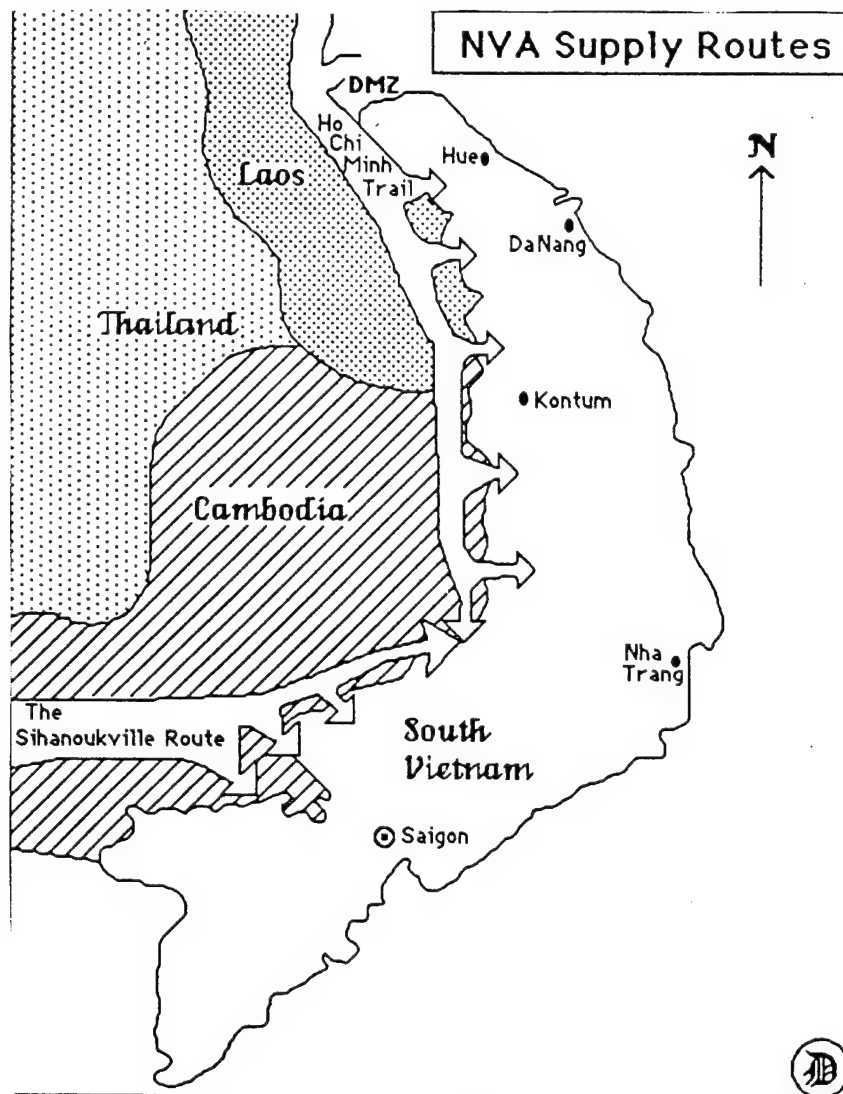 NVA Supply Routes
DMZ
Ho
Chi
Minh
Trail
Hue
N
Laos
DaNang
Thailand
Kontum
Cambodia
Nha
Trang
The
Sihanoukville Route
South
Vietnam
Saigon
D